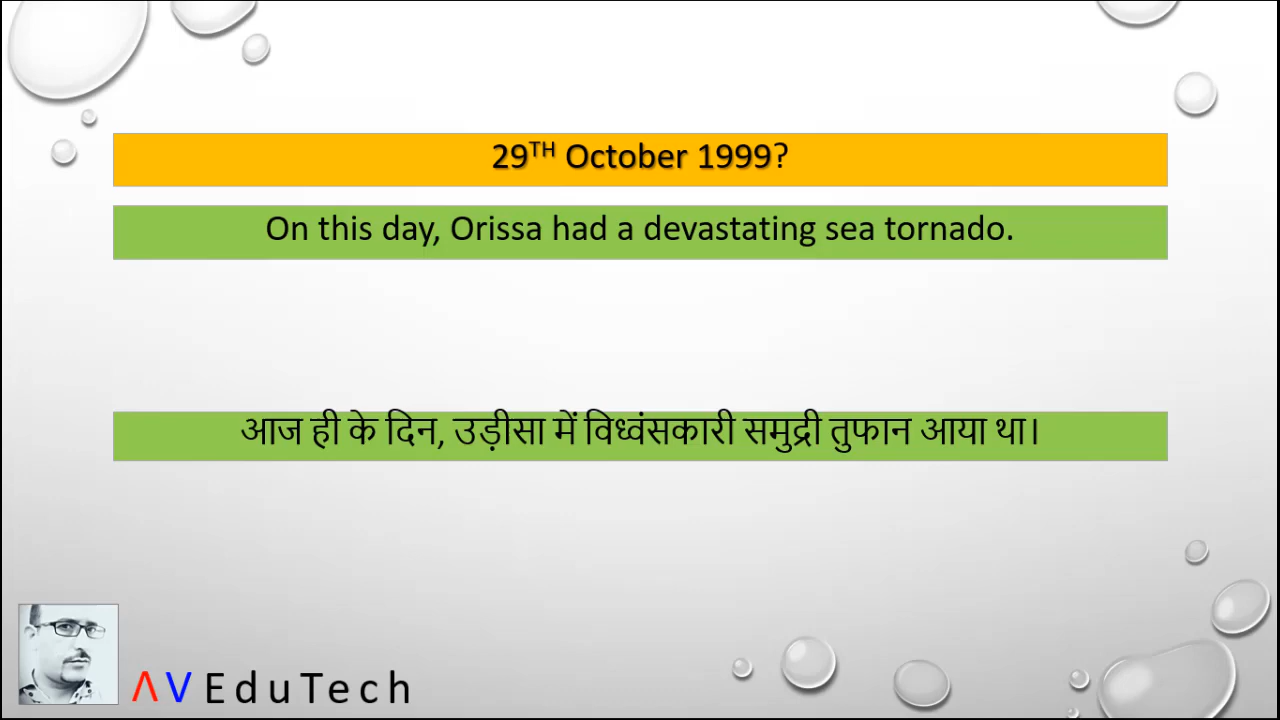 29TH October 1999?
On this day, Orissa had a devastating sea tornado.
आज ही के दिन, उड़ीसा में विध्वंसकारी समुद्री तुफान आया था।
ΛV EduTech